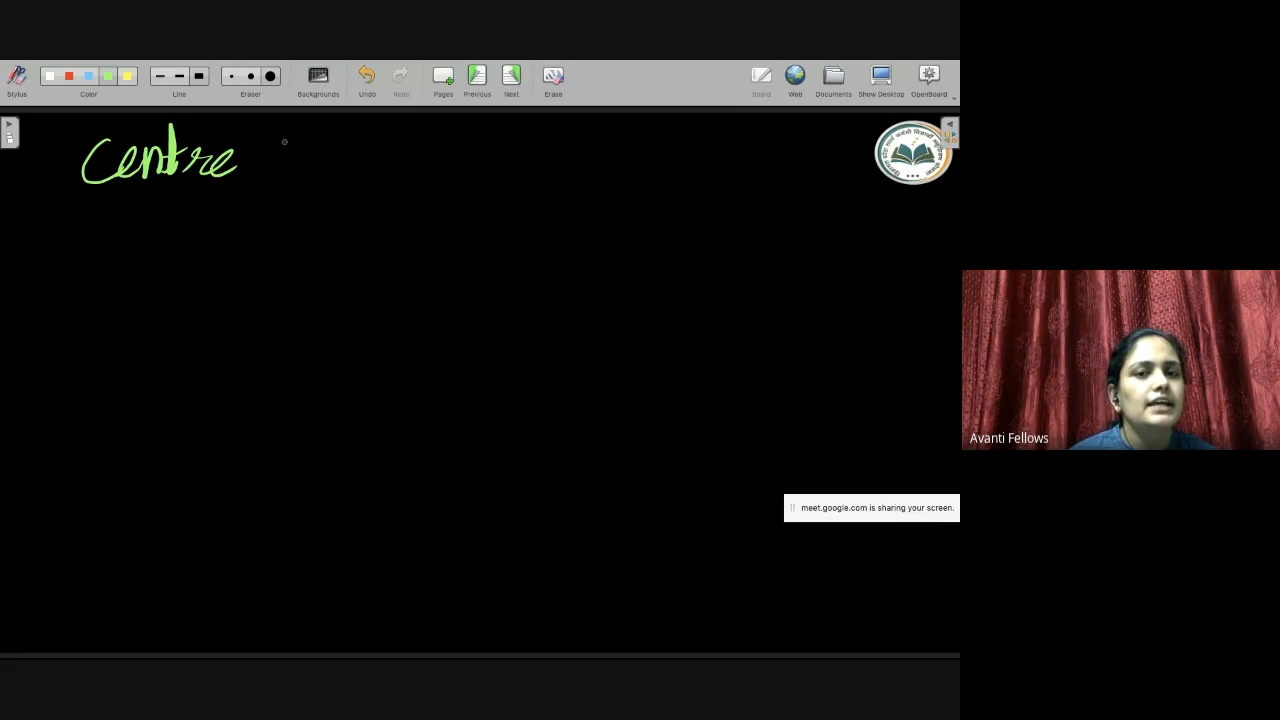 Stylus Color Line Eraser Backgrounds Undo Redo Pages Previous Next Erase Board Web Documents Show Desktop OpenBoard
Centre
Avanti Fellows
meet.google.com is sharing your screen.